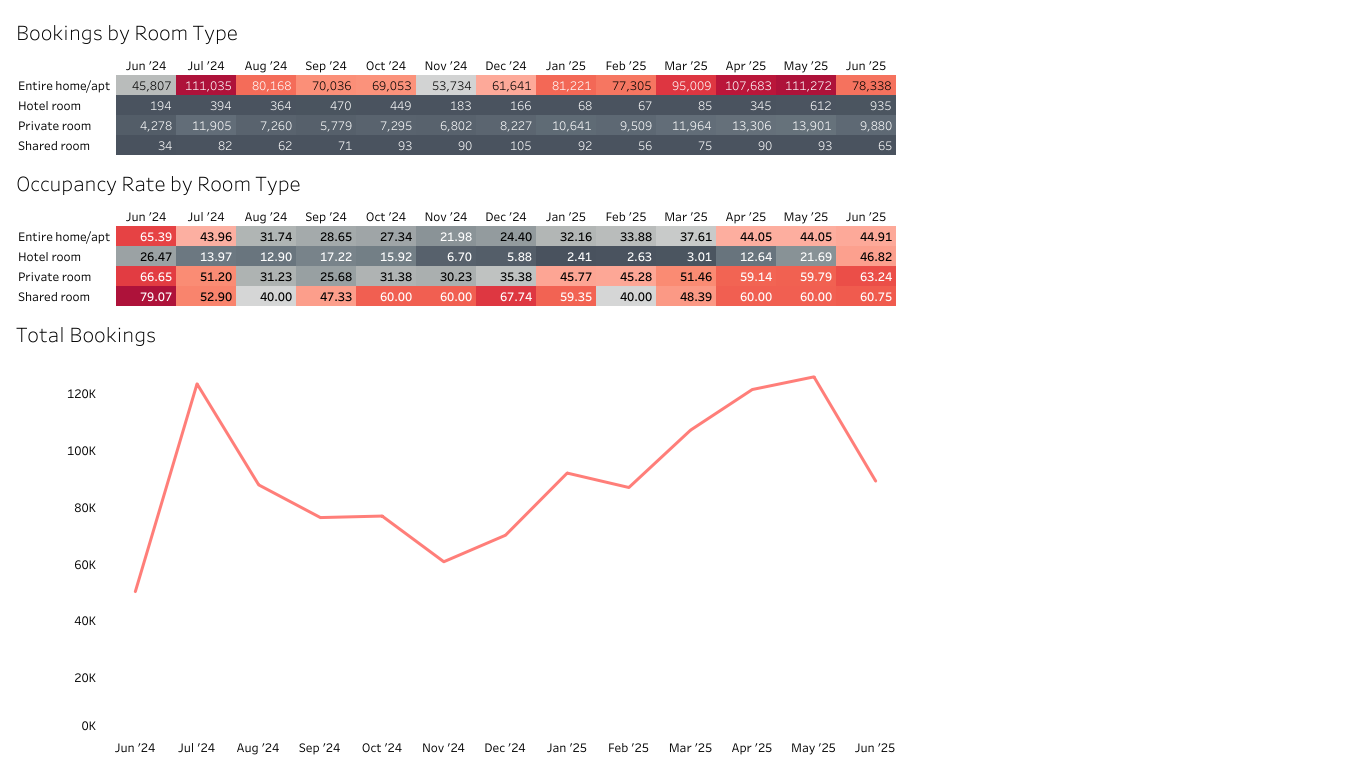 Bookings by Room Type
Jun '24 Jul '24 Aug '24 Sep '24 Oct '24 Nov '24 Dec '24 Jan '25 Feb '25 Mar '25 Apr '25 May '25 Jun '25
Entire home/apt 45,807 111,035 80,168 70,036 69,053 53,734 61,641 81,221 77,305 95,009 107,683 111,272 78,338
Hotel room 194 394 364 470 449 183 166 68 67 85 345 612 935
Private room 4,278 11,905 7,260 5,779 7,295 6,802 8,227 10,641 9,509 11,964 13,306 13,901 9,880
Shared room 34 82 62 71 93 90 105 92 56 75 90 93 65
Occupancy Rate by Room Type
Jun '24 Jul '24 Aug '24 Sep '24 Oct '24 Nov '24 Dec '24 Jan '25 Feb '25 Mar '25 Apr '25 May '25 Jun '25
Entire home/apt 65.39 43.96 31.74 28.65 27.34 21.98 24.40 32.16 33.88 37.61 44.05 44.05 44.91
Hotel room 26.47 13.97 12.90 17.22 15.92 6.70 5.88 2.41 2.63 3.01 12.64 21.69 46.82
Private room 66.65 51.20 31.23 25.68 31.38 30.23 35.38 45.77 45.28 51.46 59.14 59.79 63.24
Shared room 79.07 52.90 40.00 47.33 60.00 60.00 67.74 59.35 40.00 48.39 60.00 60.00 60.75
Total Bookings
120K
100K
80K
60K
40K
20K
0K
Jun '24 Jul '24 Aug '24 Sep '24 Oct '24 Nov '24 Dec '24 Jan '25 Feb '25 Mar '25 Apr '25 May '25 Jun '25